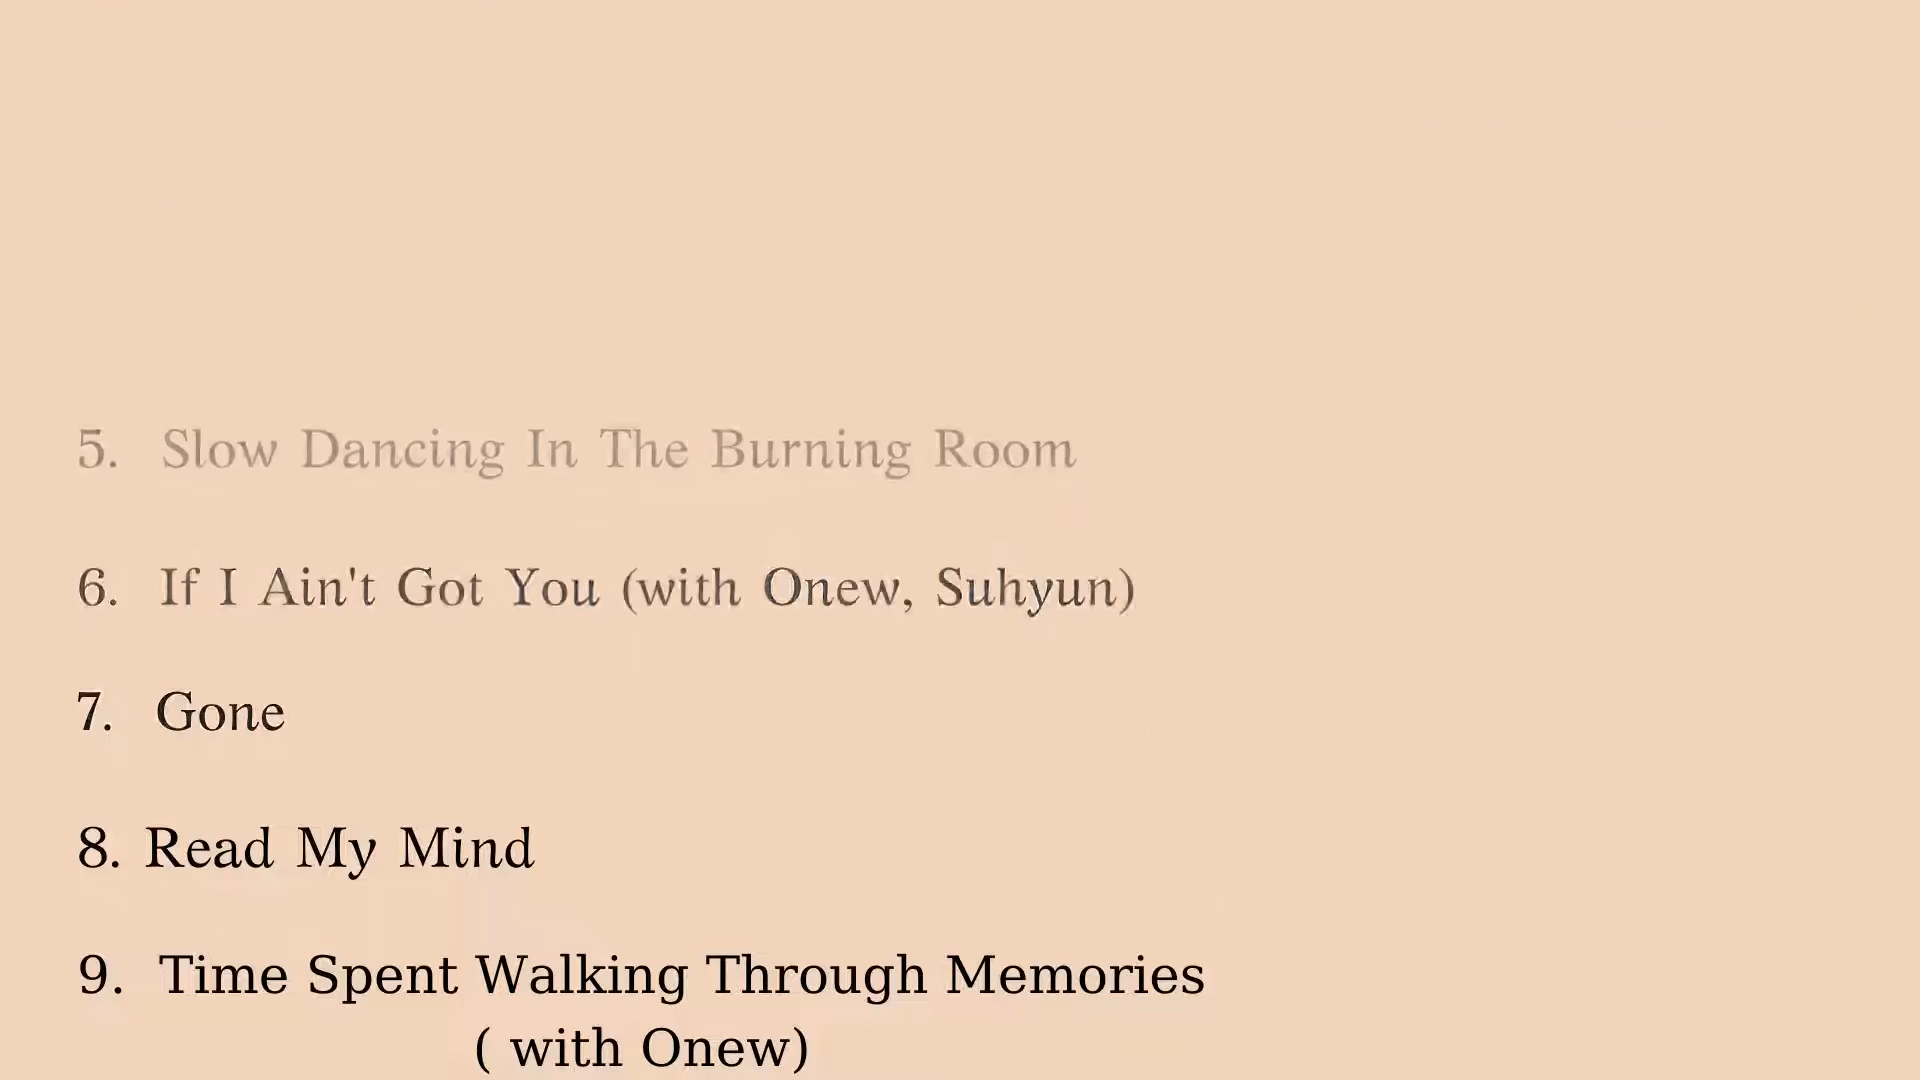 5. Slow Dancing In The Burning Room
6. If I Ain't Got You (with Onew, Suhyun)
7. Gone
8. Read My Mind
9. Time Spent Walking Through Memories
( with Onew)